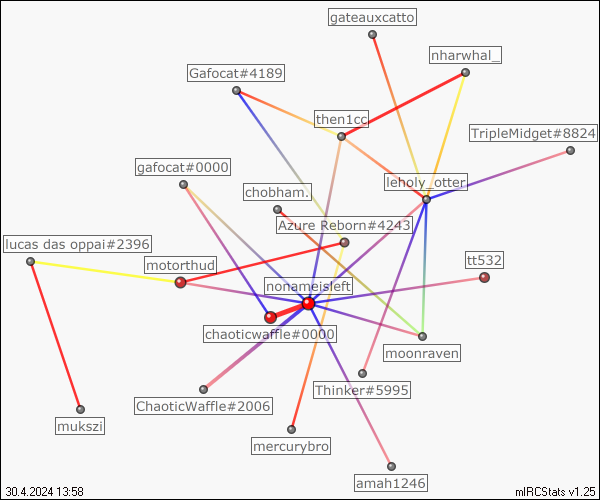 gateauxcatto
nharwhal_
Gafocat#4189
then1cc
TripleMidget#8824
gafocat#0000
leholy_otter
chobham.
Azure Reborn#4243
lucas das oppai#2396
motorthud
tt532
nonameisleft
chaoticwaffle#0000
moonraven
Thinker#5995
ChaoticWaffle#2006
mukszi
mercurybro
amah1246
30.4.2024 13:58
mIRCStats v1.25